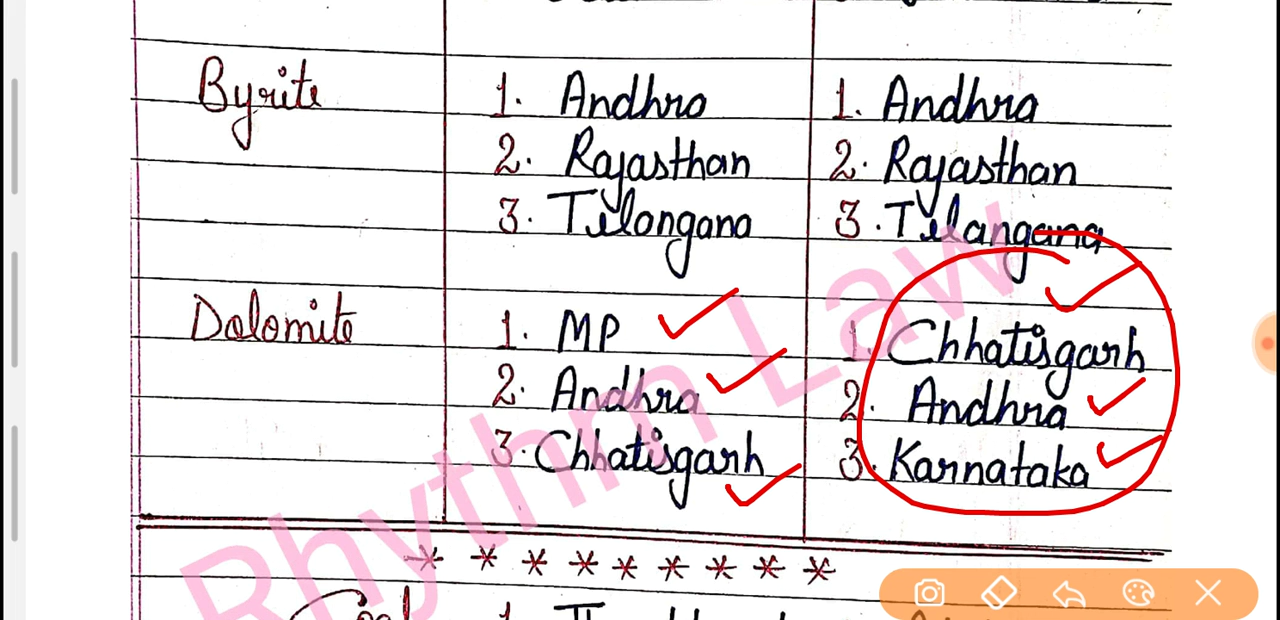 Byrite 1. Andhra 1. Andhra
2. Rajasthan 2. Rajasthan
3. Telangana 3. Telangana
Dolomite 1. MP 1. Chhatisgarh
2. Andhra 2. Andhra
3. Chhatisgarh 3. Karnataka
* * * * * * * * *
Rhythm Law